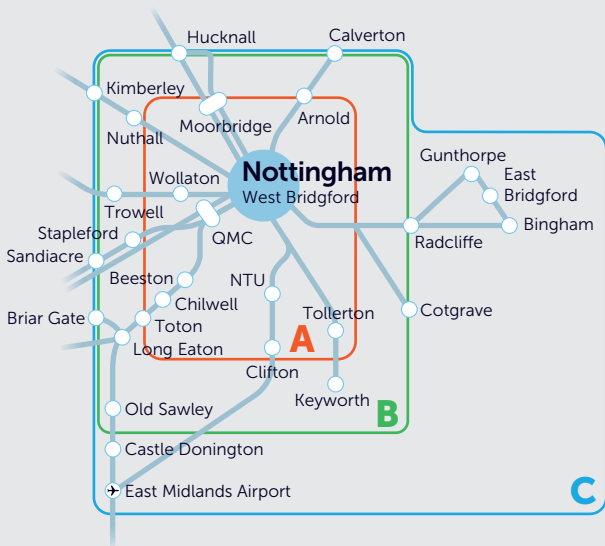 Hucknall
Calverton
Kimberley
Moorbridge
Arnold
Nuthall
Gunthorpe
East
Bridgford
Nottingham
West Bridgford
Wollaton
Trowell
Bingham
Radcliffe
Stapleford
QMC
Sandiacre
Beeston
NTU
Chilwell
Tollerton
Cotgrave
Briar Gate
Toton
Long Eaton
A
Clifton
Keyworth
Old Sawley
B
Castle Donington
East Midlands Airport
C